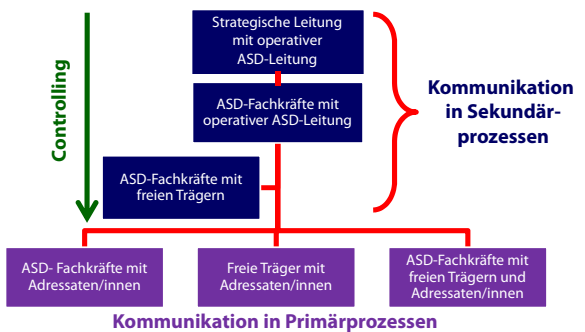 Controlling
Strategische Leitung
mit operativer
ASD-Leitung
ASD-Fachkräfte mit
operativer ASD-Leitung
Kommunikation
in Sekundär-
prozessen
ASD-Fachkräfte mit
freien Trägern
ASD- Fachkräfte mit
Adressaten/innen
Freie Träger mit
Adressaten/innen
ASD-Fachkräfte mit
freien Trägern und
Adressaten/innen
Kommunikation in Primärprozessen